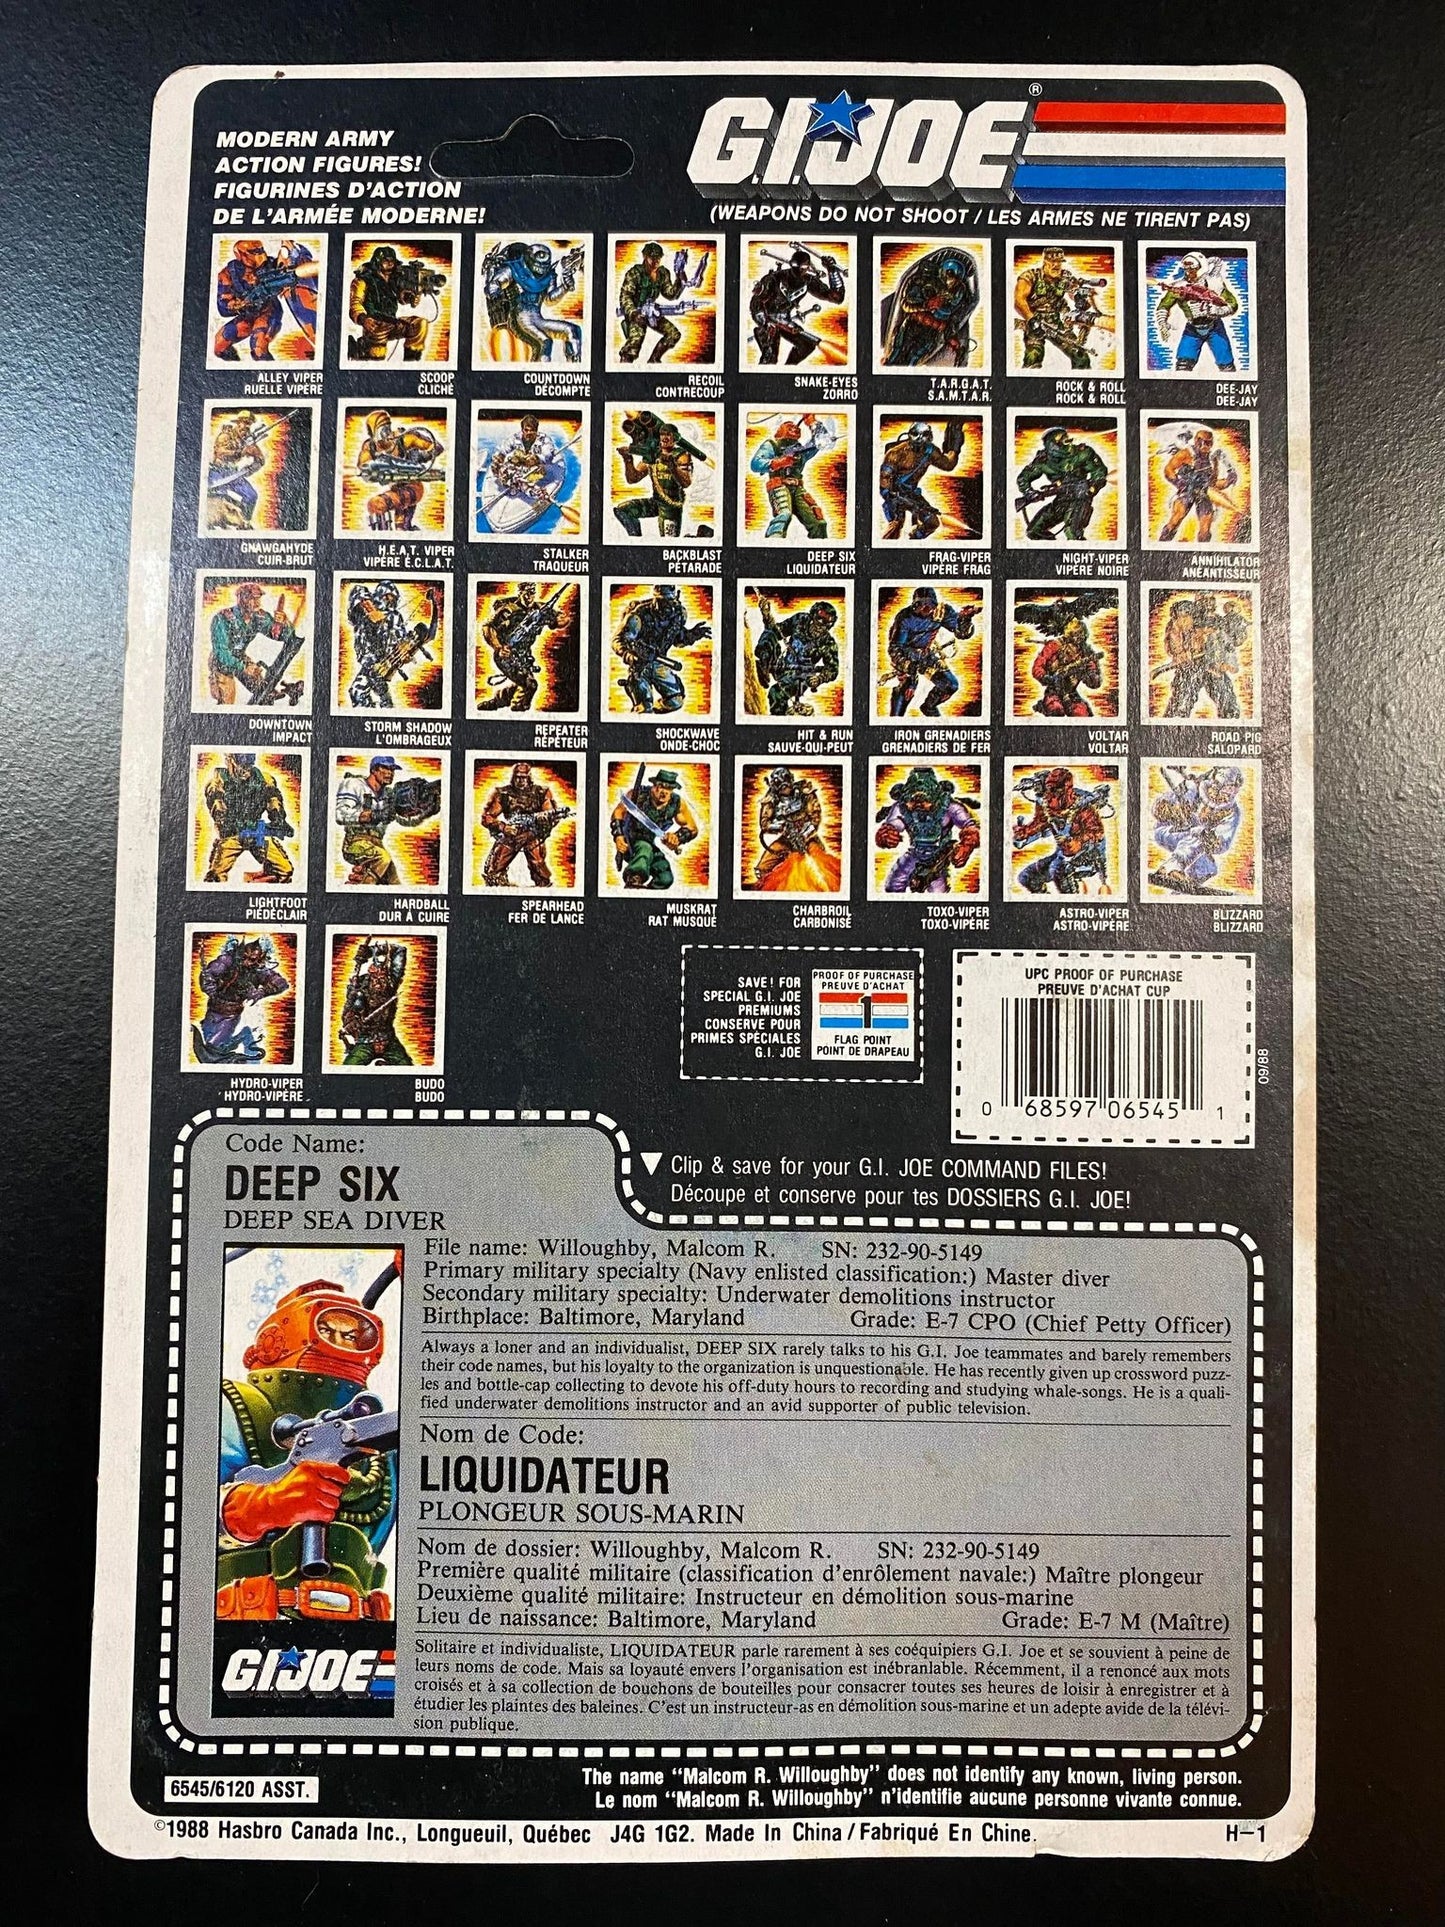 MODERN ARMY
ACTION FIGURES!
FIGURINES D'ACTION
DE L'ARMÉE MODERNE!
G.I.JOE®
(WEAPONS DO NOT SHOOT / LES ARMES NE TIRENT PAS)
ALLEY VIPER
RUELLE VIPÈRE
SCOOP
CLICHÉ
COUNTDOWN
DÉCOMPTE
RECOIL
CONTRECOUP
SNAKE-EYES
ZORRO
T.A.R.G.A.T.
S.A.M.T.A.R.
ROCK & ROLL
ROCK & ROLL
DEE-JAY
DEE-JAY
GNAWGAHYDE
CUIR-BRUT
H.E.A.T. VIPER
VIPÈRE É.C.L.A.T.
STALKER
TRAQUEUR
BACKBLAST
PÉTARADE
DEEP SIX
LIQUIDATEUR
FRAG-VIPER
VIPÈRE FRAG
NIGHT-VIPER
VIPÈRE NOIRE
ANNIHILATOR
ANÉANTISSEUR
DOWNTOWN
IMPACT
STORM SHADOW
L'OMBRAGEUX
REPEATER
RÉPÉTEUR
SHOCKWAVE
ONDE-CHOC
HIT & RUN
SAUVE-QUI-PEUT
IRON GRENADIERS
GRENADIERS DE FER
VOLTAR
VOLTAR
ROAD PIG
SALOPARD
LIGHTFOOT
PIÉDÉCLAIR
HARDBALL
DUR À CUIRE
SPEARHEAD
FER DE LANCE
MUSKRAT
RAT MUSQUÉ
CHARBROIL
CARBONISÉ
TOXO-VIPER
TOXO-VIPÈRE
ASTRO-VIPER
ASTRO-VIPÈRE
BLIZZARD
BLIZZARD
HYDRO-VIPER
HYDRO-VIPÈRE
BUDO
BUDO
SAVE! FOR
SPECIAL G.I. JOE
PREMIUMS
CONSERVE POUR
PRIMES SPÉCIALES
G.I. JOE
PROOF OF PURCHASE
PREUVE D'ACHAT
1
FLAG POINT
POINT DE DRAPEAU
UPC PROOF OF PURCHASE
PREUVE D'ACHAT CUP
0 68597 06545 1
09/88
Clip & save for your G.I. JOE COMMAND FILES!
Découpe et conserve pour tes DOSSIERS G.I. JOE!
Code Name:
DEEP SIX
DEEP SEA DIVER
File name: Willoughby, Malcom R. SN: 232-90-5149
Primary military specialty (Navy enlisted classification:) Master diver
Secondary military specialty: Underwater demolitions instructor
Birthplace: Baltimore, Maryland Grade: E-7 CPO (Chief Petty Officer)
Always a loner and an individualist, DEEP SIX rarely talks to his G.I. Joe teammates and barely remembers
their code names, but his loyalty to the organization is unquestionable. He has recently given up crossword puzz-
les and bottle-cap collecting to devote his off-duty hours to recording and studying whale-songs. He is a quali-
fied underwater demolitions instructor and an avid supporter of public television.
Nom de Code:
LIQUIDATEUR
PLONGEUR SOUS-MARIN
Nom de dossier: Willoughby, Malcom R. SN: 232-90-5149
Première qualité militaire (classification d'enrôlement navale:) Maître plongeur
Deuxième qualité militaire: Instructeur en démolition sous-marine
Lieu de naissance: Baltimore, Maryland Grade: E-7 M (Maître)
Solitaire et individualiste, LIQUIDATEUR parle rarement à ses coéquipiers G.I. Joe et se souvient à peine de
leurs noms de code. Mais sa loyauté envers l'organisation est inébranlable. Récemment, il a renoncé aux mots
croisés et à sa collection de bouchons de bouteilles pour consacrer toutes ses heures de loisir à enregistrer et à
étudier les plaintes des baleines. C'est un instructeur-as en démolition sous-marine et un adepte avide de la télévi-
sion publique.
G.I.JOE
6545/6120 ASST.
The name "Malcom R. Willoughby" does not identify any known, living person.
Le nom "Malcom R. Willoughby" n'identifie aucune personne vivante connue.
©1988 Hasbro Canada Inc., Longueuil, Québec J4G 1G2. Made In China / Fabriqué En Chine.
H-1